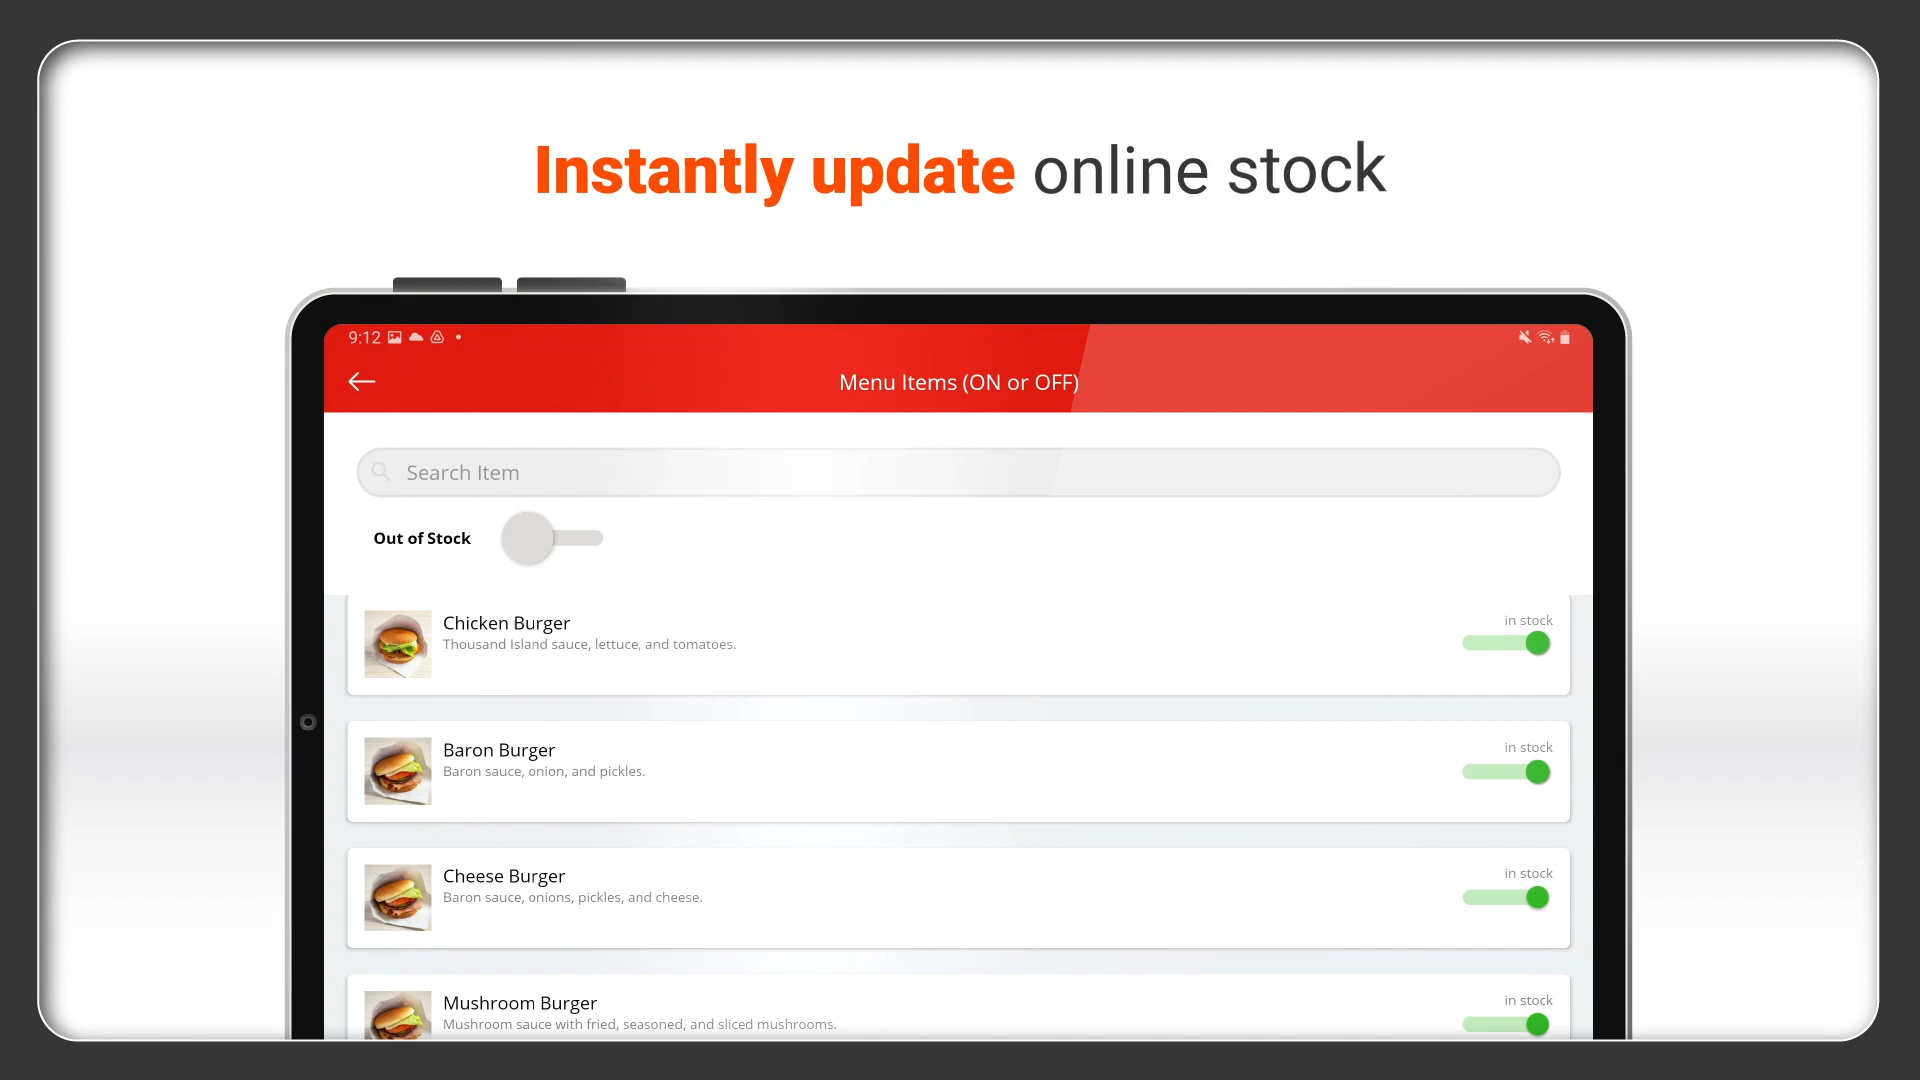 Instantly update online stock
9:12
Menu Items (ON or OFF)
Search Item
Out of Stock
Chicken Burger
in stock
Thousand Island sauce, lettuce, and tomatoes.
Baron Burger
in stock
Baron sauce, onion, and pickles.
Cheese Burger
in stock
Baron sauce, onions, pickles, and cheese.
Mushroom Burger
in stock
Mushroom sauce with fried, seasoned, and sliced mushrooms.